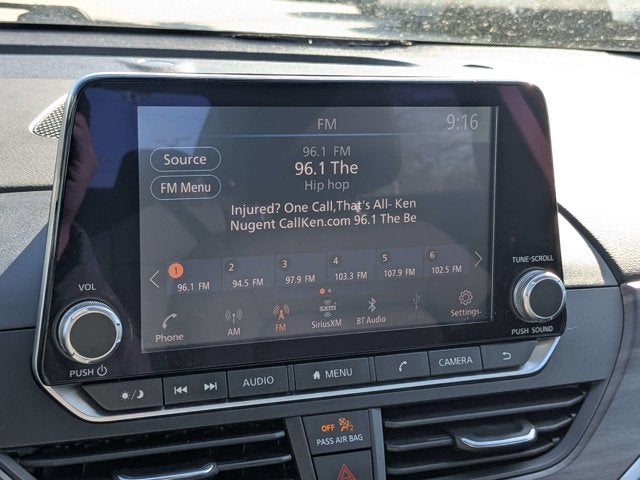 FM
9:16
Source
96.1 FM
96.1 The
FM Menu
Hip hop
Injured? One Call,That's All- Ken
Nugent CallKen.com 96.1 The Be
1 2 3 4 5 6
96.1 FM 94.5 FM 97.9 FM 103.3 FM 107.9 FM 102.5 FM
Phone AM FM sxm SiriusXM BT Audio USB Settings
VOL
PUSH
TUNE·SCROLL
PUSH SOUND
AUDIO MENU CAMERA
OFF 2
PASS AIR BAG